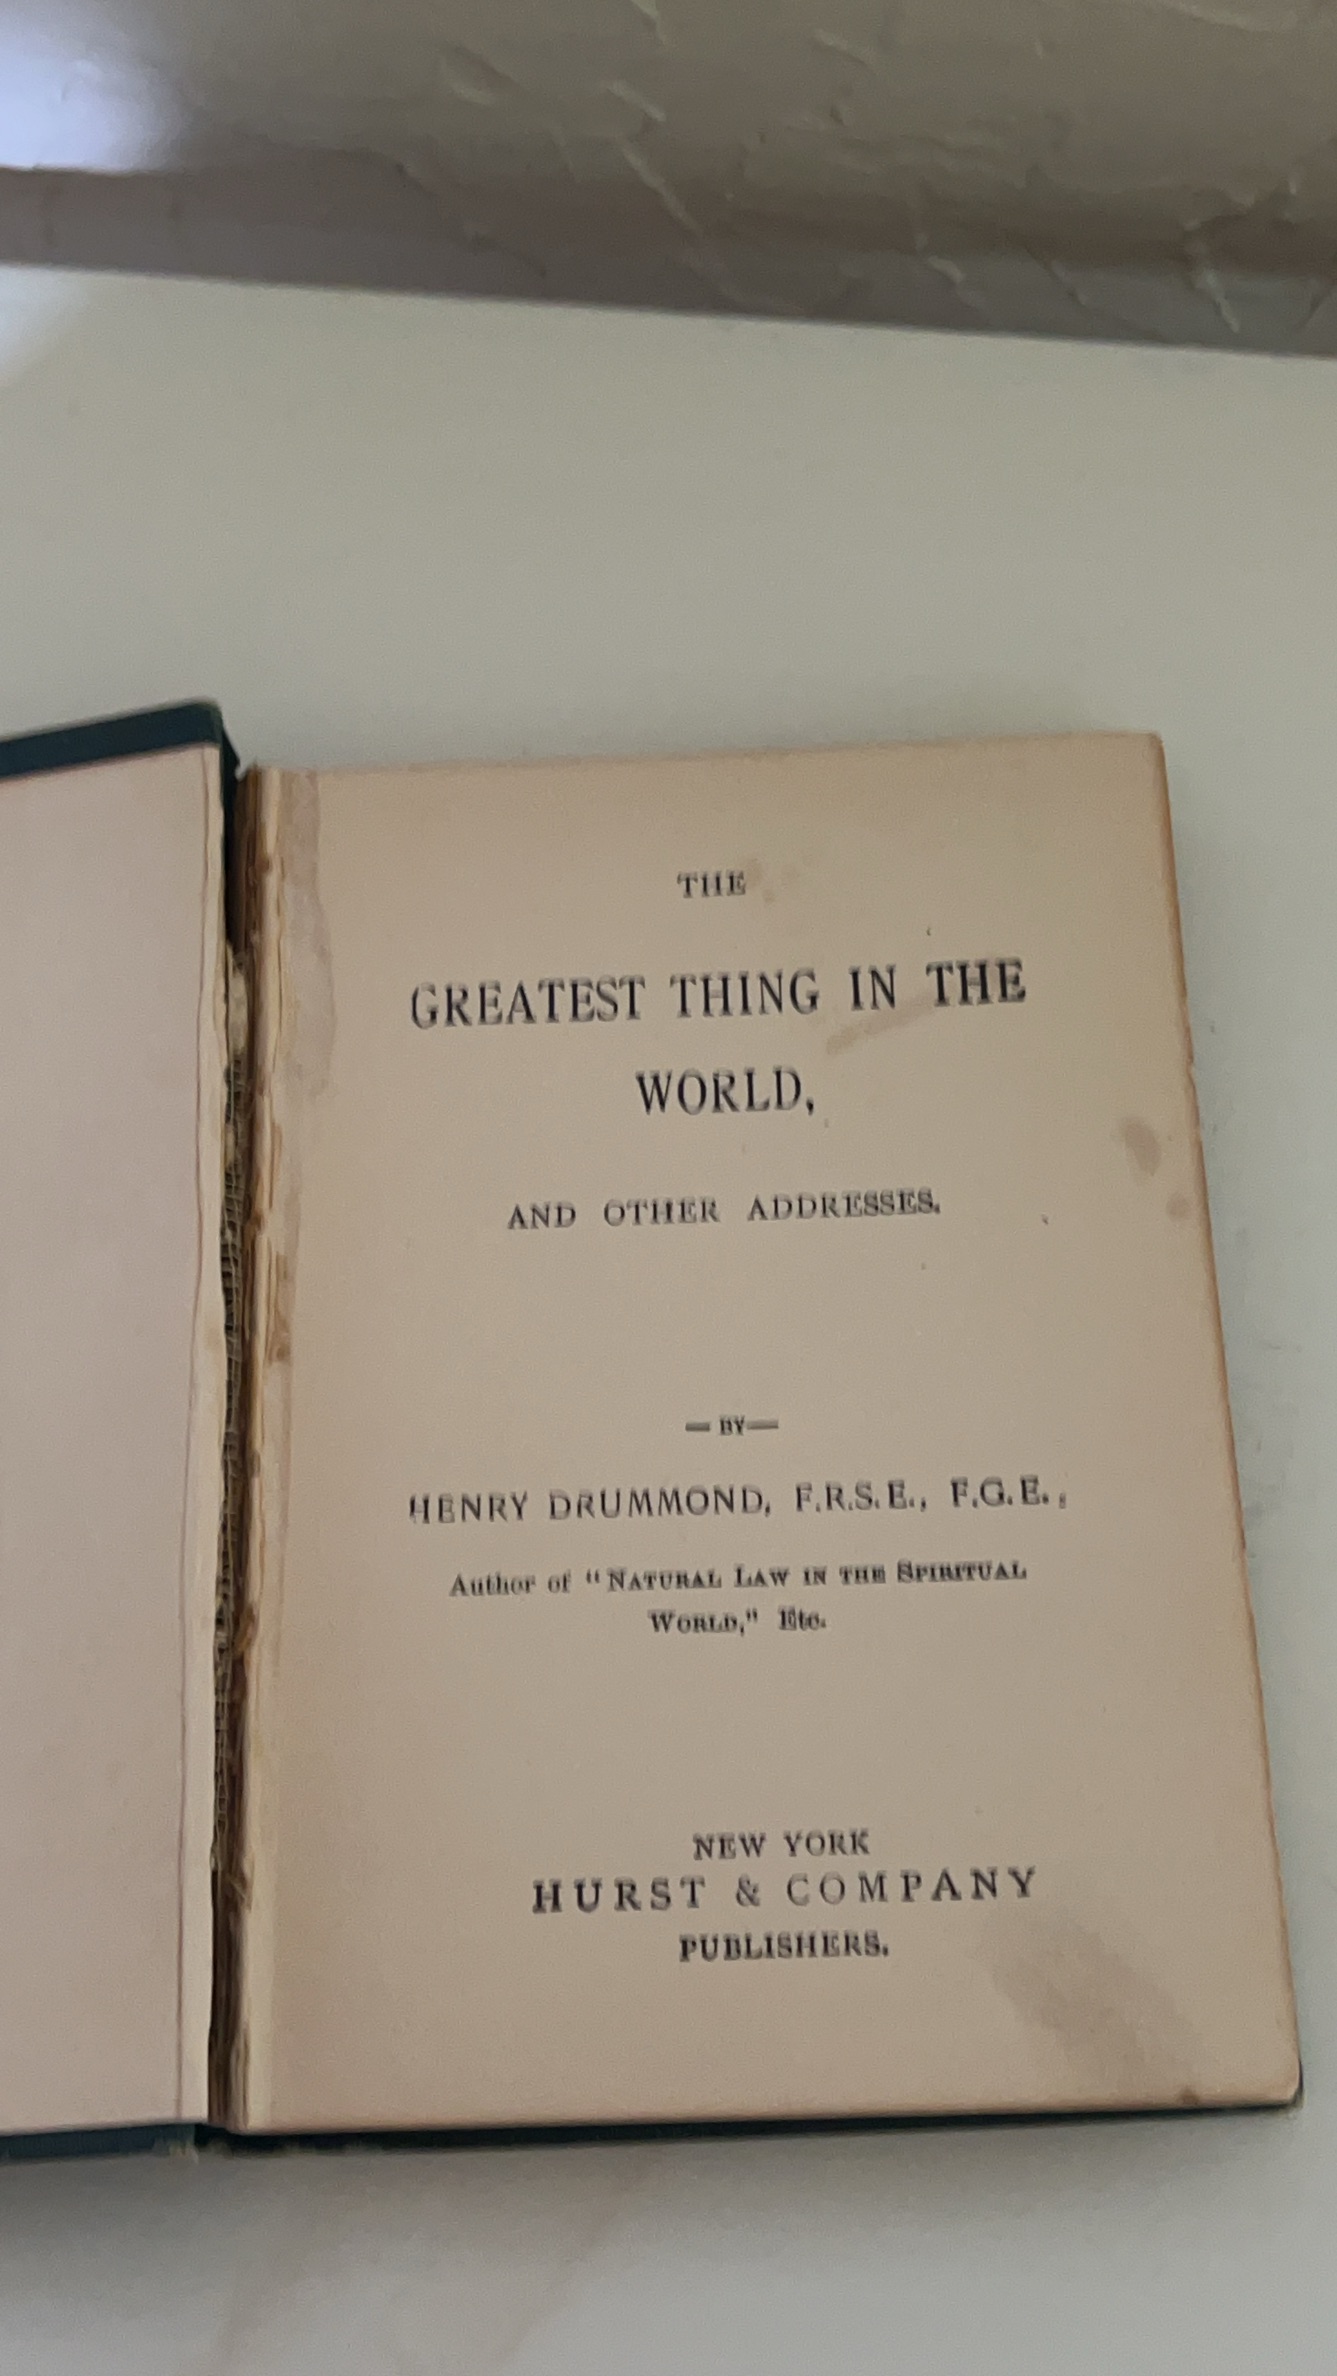 THE
GREATEST THING IN THE
WORLD,
AND OTHER ADDRESSES.
— BY —
HENRY DRUMMOND, F.R.S.E., F.G.E.,
Author of "NATURAL LAW IN THE SPIRITUAL
WORLD," Etc.
NEW YORK
HURST & COMPANY
PUBLISHERS.